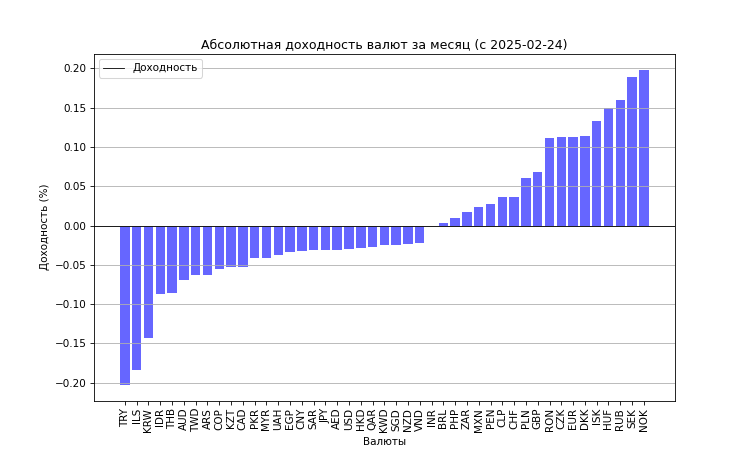 Абсолютная доходность валют за месяц (с 2025-02-24)
Доходность
0.20
0.15
0.10
0.05
0.00
−0.05
−0.10
−0.15
−0.20
Доходность (%)
TRY
ILS
KRW
IDR
THB
AUD
TWD
ARS
COP
KZT
CAD
PKR
MYR
UAH
EGP
CNY
SAR
JPY
AED
USD
HKD
QAR
KWD
SGD
NZD
VND
INR
BRL
PHP
ZAR
MXN
PEN
CLP
CHF
PLN
GBP
RON
CZK
EUR
DKK
ISK
HUF
RUB
SEK
NOK
Валюты